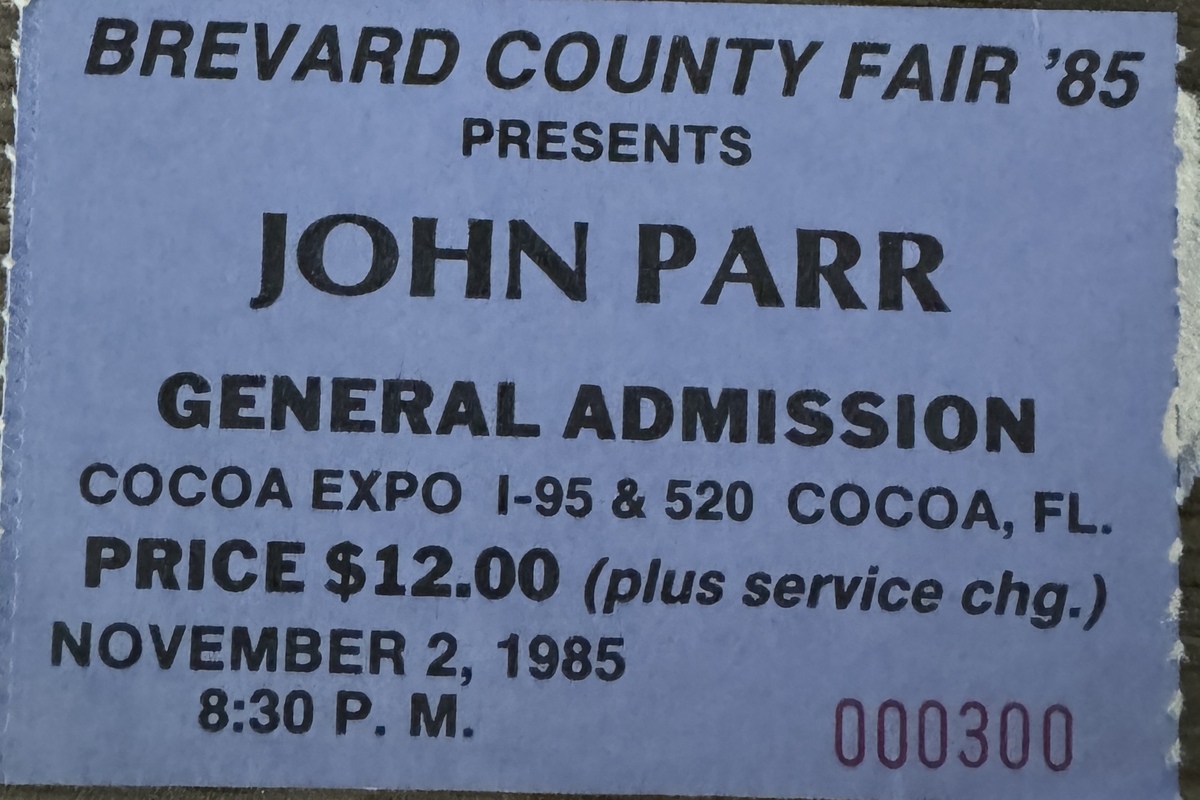 BREVARD COUNTY FAIR '85
PRESENTS
JOHN PARR
GENERAL ADMISSION
COCOA EXPO I-95 & 520 COCOA, FL.
PRICE $12.00 (plus service chg.)
NOVEMBER 2, 1985
8:30 P. M.
000300